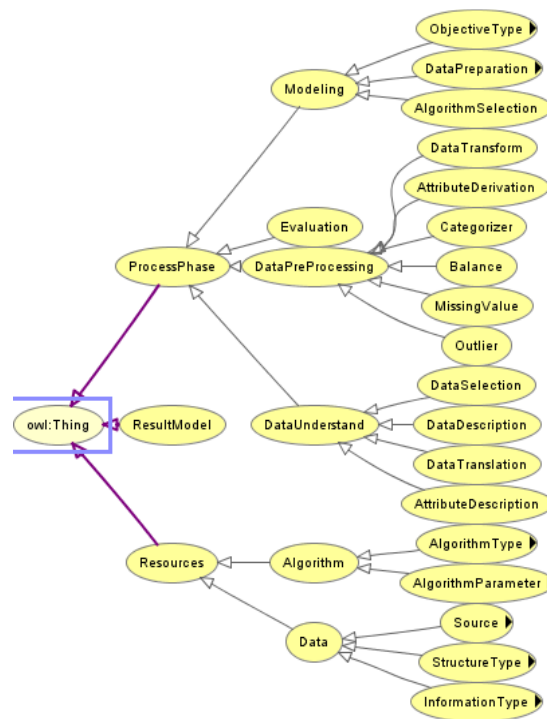 ObjectiveType
DataPreparation
Modeling
AlgorithmSelection
DataTransform
AttributeDerivation
Evaluation
Categorizer
ProcessPhase
DataPreProcessing
Balance
MissingValue
Outlier
DataSelection
owl:Thing
ResultModel
DataUnderstand
DataDescription
DataTranslation
AttributeDescription
AlgorithmType
Resources
Algorithm
AlgorithmParameter
Source
Data
StructureType
InformationType